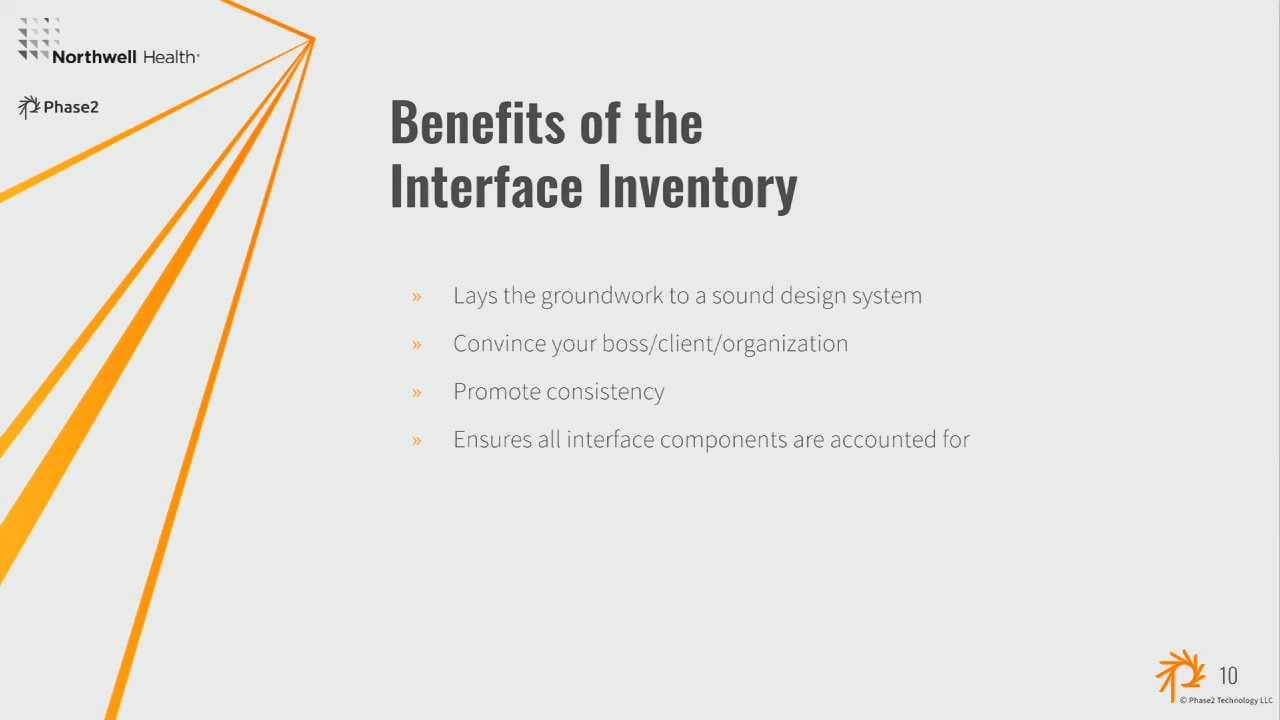 Northwell Health
Phase2
Benefits of the
Interface Inventory
» Lays the groundwork to a sound design system
» Convince your boss/client/organization
» Promote consistency
» Ensures all interface components are accounted for
10
© Phase2 Technology LLC